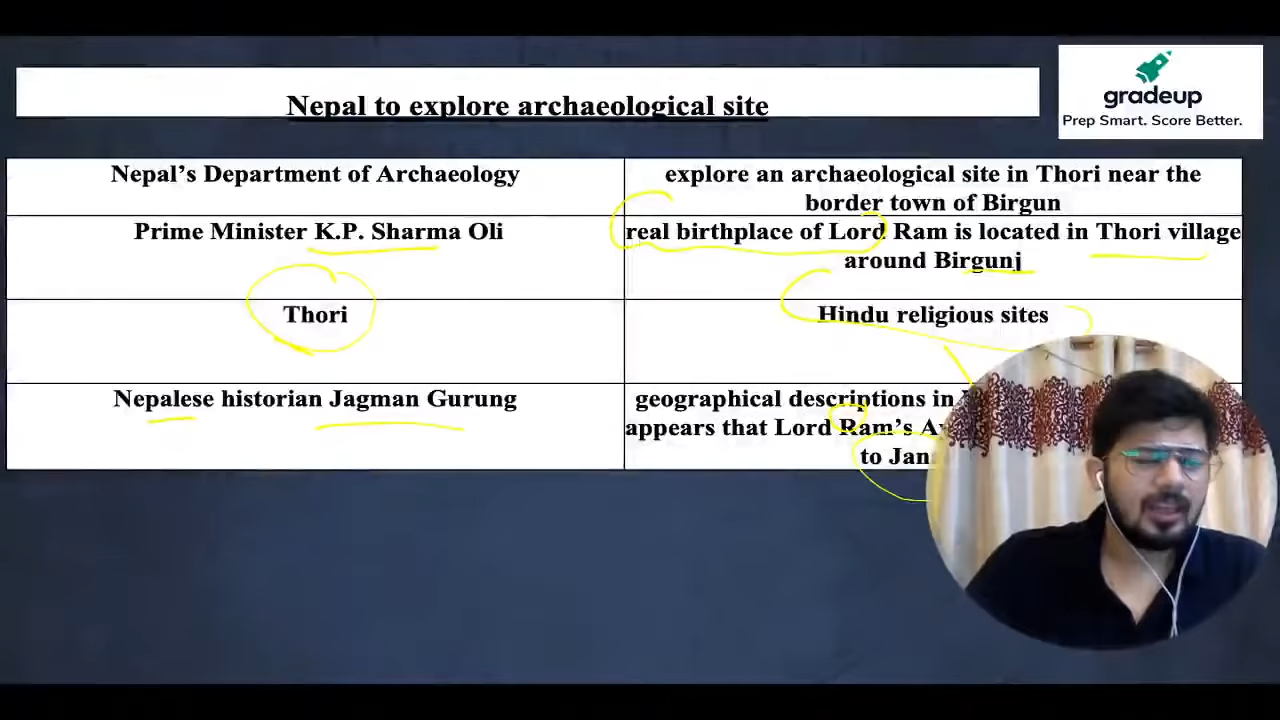 Nepal to explore archaeological site
gradeup
Prep Smart. Score Better.
Nepal's Department of Archaeology
explore an archaeological site in Thori near the
border town of Birgun
Prime Minister K.P. Sharma Oli
real birthplace of Lord Ram is located in Thori village
around Birgunj
Thori
Hindu religious sites
Nepalese historian Jagman Gurung
geographical descriptions in
appears that Lord Ram's
to